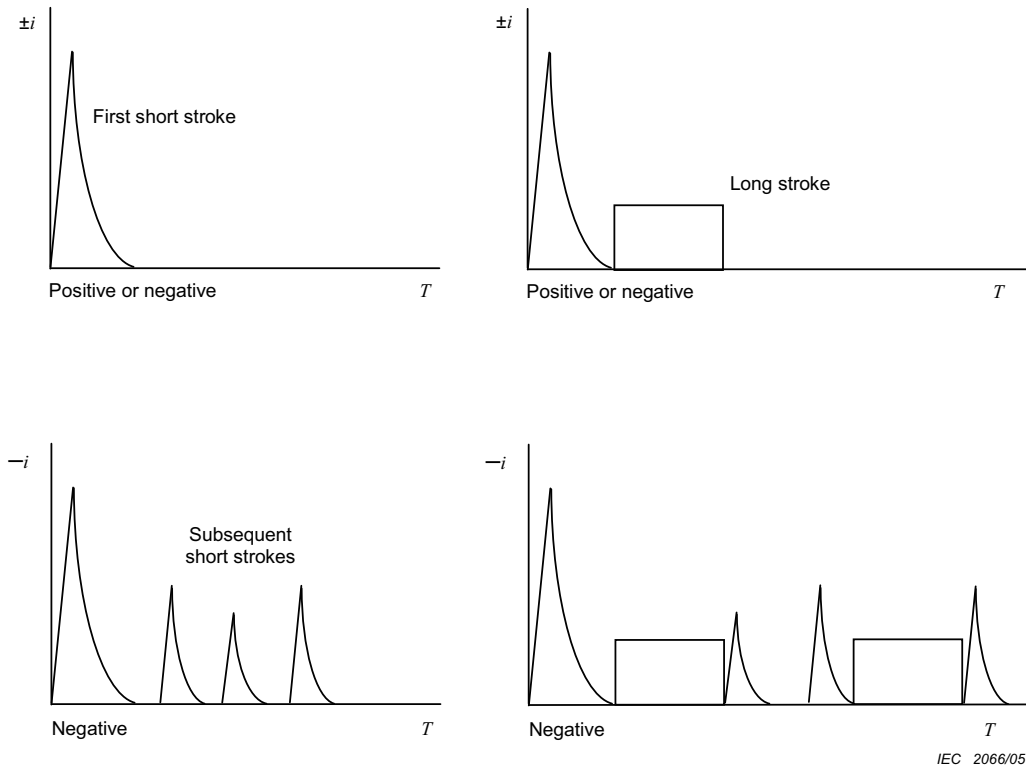 ±i
First short stroke
Positive or negative
T
±i
Long stroke
Positive or negative
T
−i
Subsequent
short strokes
Negative
T
−i
Negative
T
IEC 2066/05